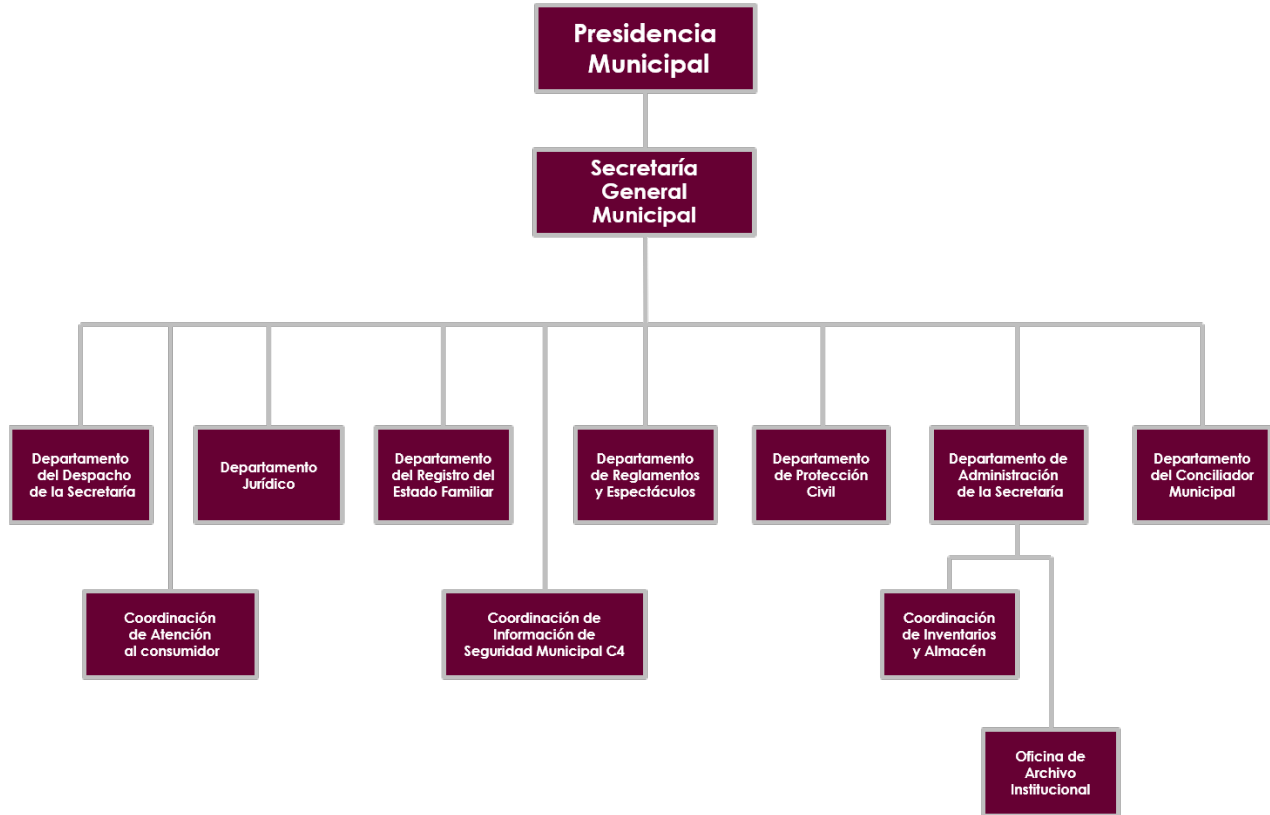 Presidencia
Municipal
Secretaría
General
Municipal
Departamento
del Despacho
de la Secretaría
Departamento
Jurídico
Departamento
del Registro del
Estado Familiar
Departamento
de Reglamentos
y Espectáculos
Departamento
de Protección
Civil
Departamento de
Administración
de la Secretaría
Departamento
del Conciliador
Municipal
Coordinación
de Atención
al consumidor
Coordinación de
Información de
Seguridad Municipal C4
Coordinación
de Inventarios
y Almacén
Oficina de
Archivo
Institucional